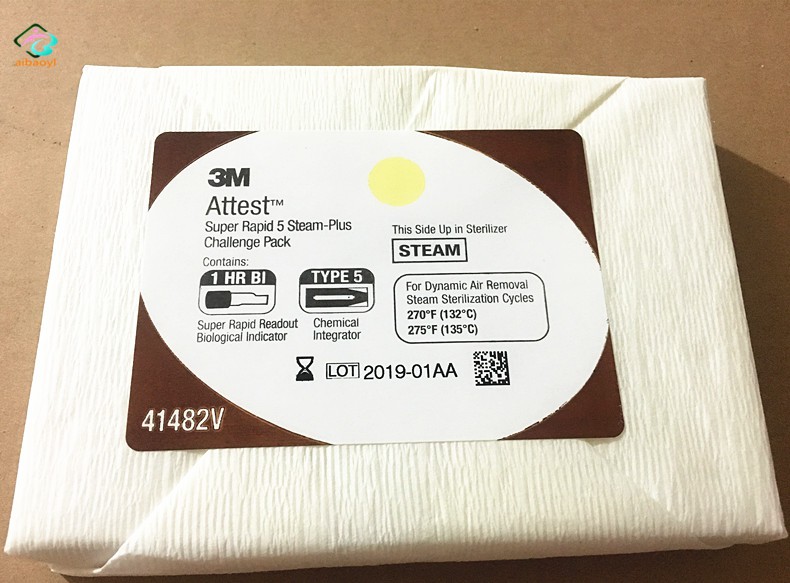 aibaoyi
3M
Attest™
Super Rapid 5 Steam-Plus
Challenge Pack
Contains:
1 HR BI
Super Rapid Readout
Biological Indicator
TYPE 5
Chemical
Integrator
This Side Up in Sterilizer
STEAM
For Dynamic Air Removal
Steam Sterilization Cycles
270°F (132°C)
275°F (135°C)
LOT 2019-01AA
41482V